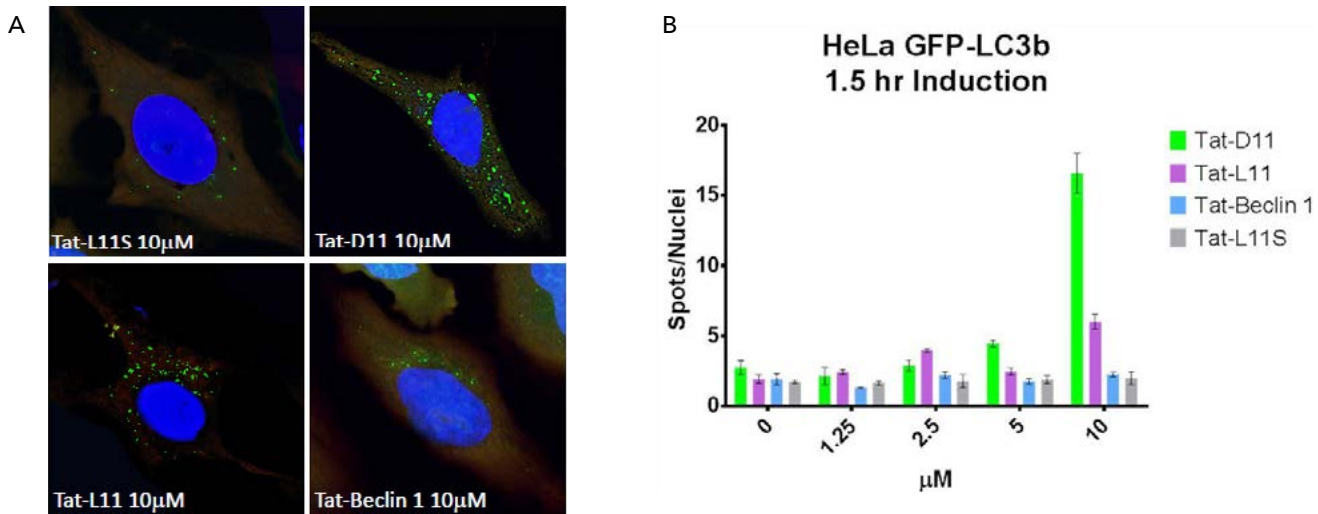 A
Tat-L11S 10µM
Tat-D11 10µM
Tat-L11 10µM
Tat-Beclin 1 10µM
B
HeLa GFP-LC3b
1.5 hr Induction
Spots/Nuclei
20
15
10
5
0
0
1.25
2.5
5
10
µM
Tat-D11
Tat-L11
Tat-Beclin 1
Tat-L11S